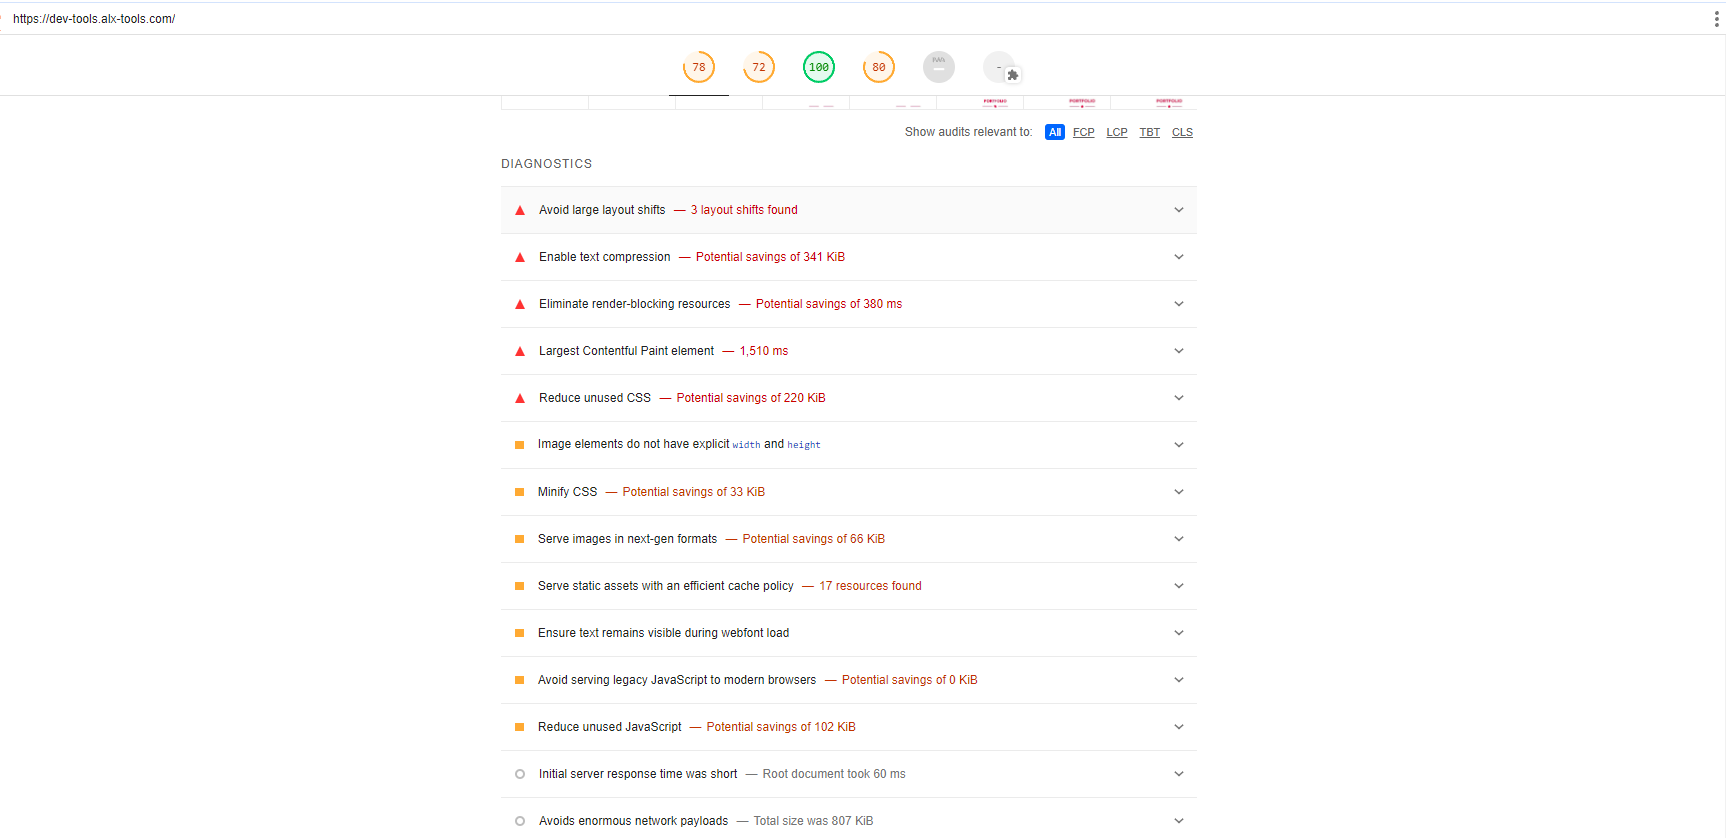 https://dev-tools.alx-tools.com/
78 72 100 80 PWA — -
PORTFOLIO PORTFOLIO PORTFOLIO
Show audits relevant to: All FCP LCP TBT CLS
DIAGNOSTICS
Avoid large layout shifts — 3 layout shifts found
Enable text compression — Potential savings of 341 KiB
Eliminate render-blocking resources — Potential savings of 380 ms
Largest Contentful Paint element — 1,510 ms
Reduce unused CSS — Potential savings of 220 KiB
Image elements do not have explicit width and height
Minify CSS — Potential savings of 33 KiB
Serve images in next-gen formats — Potential savings of 66 KiB
Serve static assets with an efficient cache policy — 17 resources found
Ensure text remains visible during webfont load
Avoid serving legacy JavaScript to modern browsers — Potential savings of 0 KiB
Reduce unused JavaScript — Potential savings of 102 KiB
Initial server response time was short — Root document took 60 ms
Avoids enormous network payloads — Total size was 807 KiB